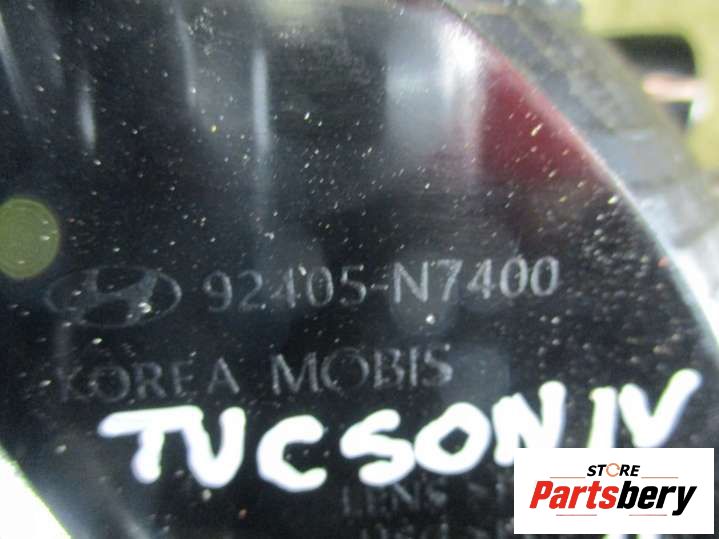 92405-N7400
KOREA MOBIS
TUCSON IV
STORE
Partsbery